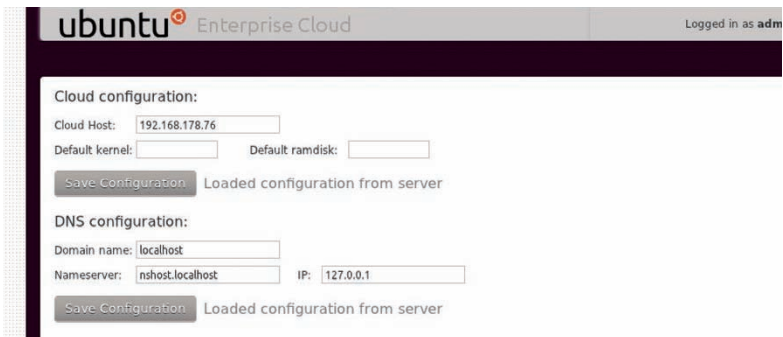 ubuntu Enterprise Cloud Logged in as adm
Cloud configuration:
Cloud Host: 192.168.178.76
Default kernel: Default ramdisk:
Save Configuration Loaded configuration from server
DNS configuration:
Domain name: localhost
Nameserver: nshost.localhost IP: 127.0.0.1
Save Configuration Loaded configuration from server